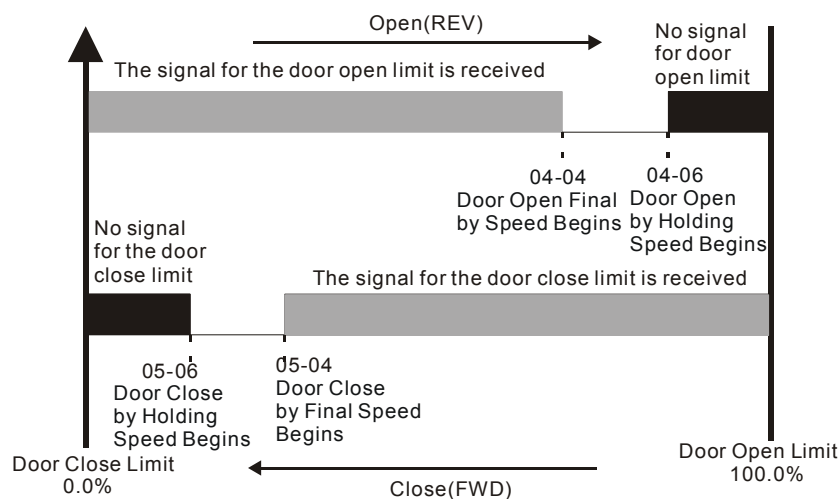 Open(REV)
No signal
for door
open limit
The signal for the door open limit is received
04-04
Door Open Final
by Speed Begins
04-06
Door Open
by Holding
Speed Begins
No signal
for the door
close limit
The signal for the door close limit is received
05-06
Door Close
by Holding
Speed Begins
05-04
Door Close
by Final Speed
Begins
Door Close Limit
0.0%
Close(FWD)
Door Open Limit
100.0%